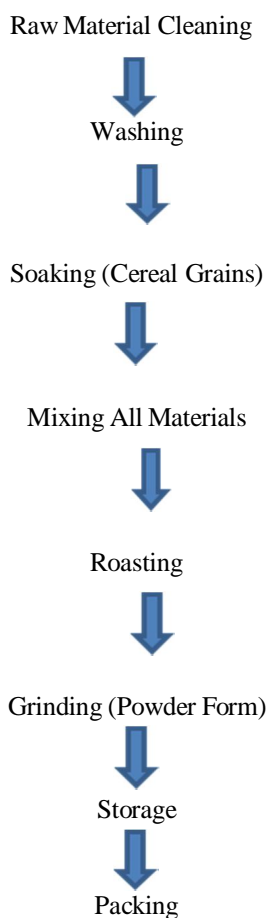 Raw Material Cleaning
Washing
Soaking (Cereal Grains)
Mixing All Materials
Roasting
Grinding (Powder Form)
Storage
Packing